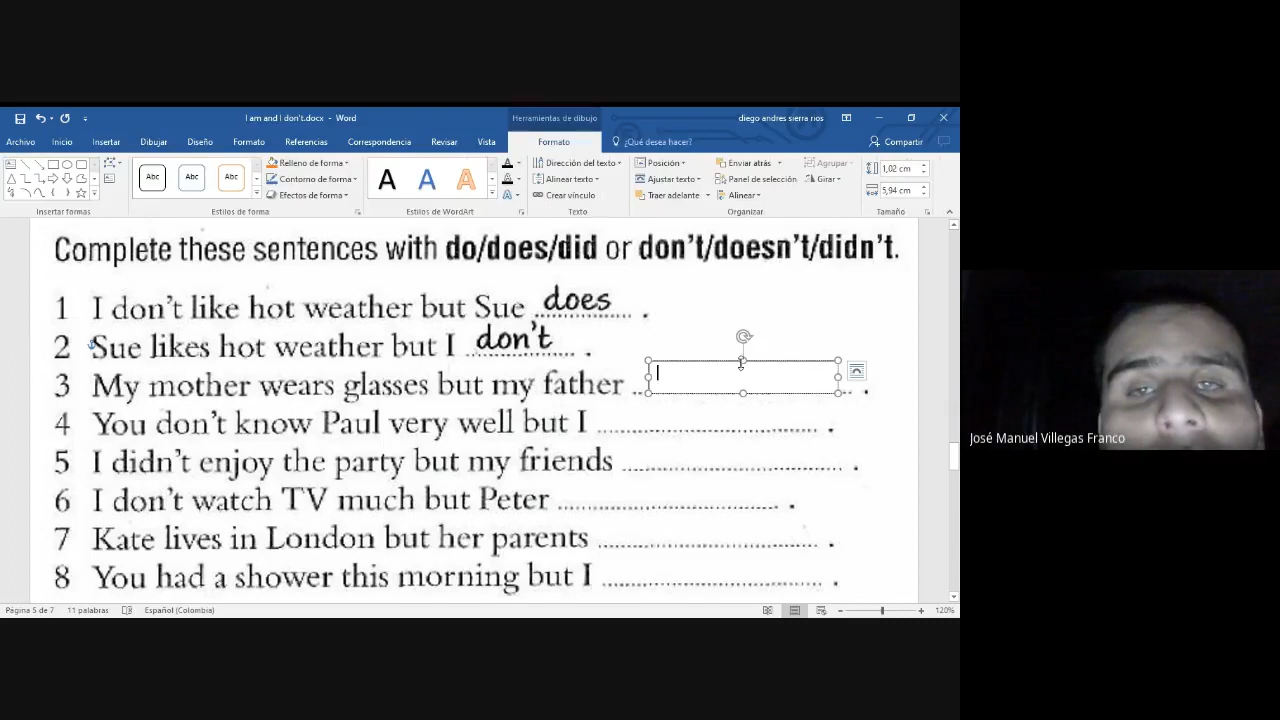 I am and I don't.docx - Word
Herramientas de dibujo
diego andres sierra rios
Archivo Inicio Insertar Dibujar Diseño Formato Referencias Correspondencia Revisar Vista Formato ¿Qué desea hacer? Compartir
Abc Abc Abc
Relleno de forma
Contorno de forma
Efectos de forma
A A A
Dirección del texto
Alinear texto
Crear vínculo
Posición
Ajustar texto
Traer adelante
Enviar atrás
Panel de selección
Alinear
Agrupar
Girar
1,02 cm
5,94 cm
Insertar formas Estilos de forma Estilos de WordArt Texto Organizar Tamaño
Complete these sentences with do/does/did or don't/doesn't/didn't.
1 I don't like hot weather but Sue does .
2 Sue likes hot weather but I don't .
3 My mother wears glasses but my father .. .. .
4 You don't know Paul very well but I ................................ .
5 I didn't enjoy the party but my friends ................................ .
6 I don't watch TV much but Peter ................................ .
7 Kate lives in London but her parents ................................ .
8 You had a shower this morning but I ................................ .
Página 5 de 7 11 palabras Español (Colombia) 120%
José Manuel Villegas Franco